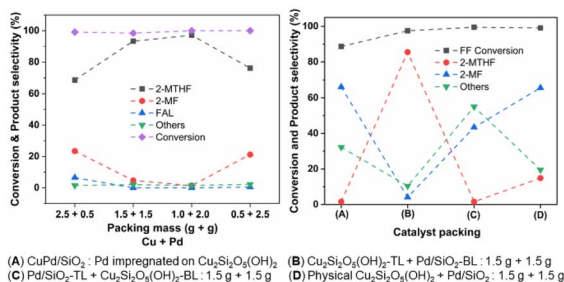 Conversion & Product selectivity (%)
100
80
60
40
20
0
2-MTHF
2-MF
FAL
Others
Conversion
2.5 + 0.5
1.5 + 1.5
1.0 + 2.0
0.5 + 2.5
Packing mass (g + g)
Cu + Pd
Conversion and Product selectivity (%)
100
80
60
40
20
0
FF Conversion
2-MTHF
2-MF
Others
(A)
(B)
(C)
(D)
Catalyst packing
(A) CuPd/SiO₂ : Pd impregnated on Cu₂Si₂O₅(OH)₂
(B) Cu₂Si₂O₅(OH)₂-TL + Pd/SiO₂-BL : 1.5 g + 1.5 g
(C) Pd/SiO₂-TL + Cu₂Si₂O₅(OH)₂-BL : 1.5 g + 1.5 g
(D) Physical Cu₂Si₂O₅(OH)₂ + Pd/SiO₂ : 1.5 g + 1.5 g